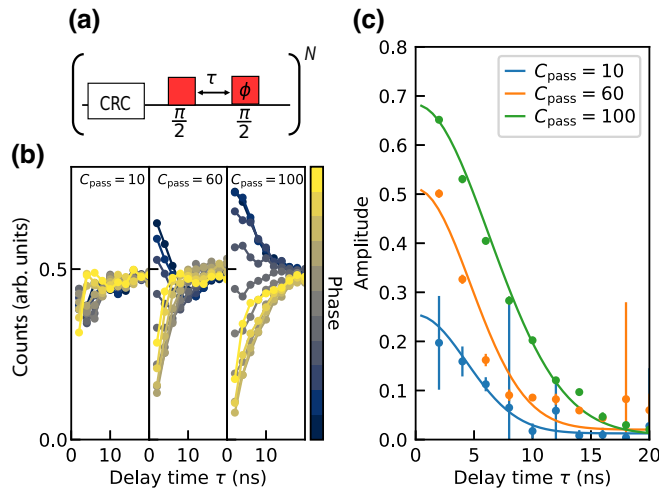 (a)
N
CRC
τ
ϕ
π/2
π/2
(b)
C_pass = 10
C_pass = 60
C_pass = 100
Counts (arb. units)
0.5
0.0
0
10
0
10
0
10
Delay time τ (ns)
Phase
(c)
Amplitude
0.8
0.7
0.6
0.5
0.4
0.3
0.2
0.1
0.0
0
5
10
15
20
Delay time τ (ns)
C_pass = 10
C_pass = 60
C_pass = 100